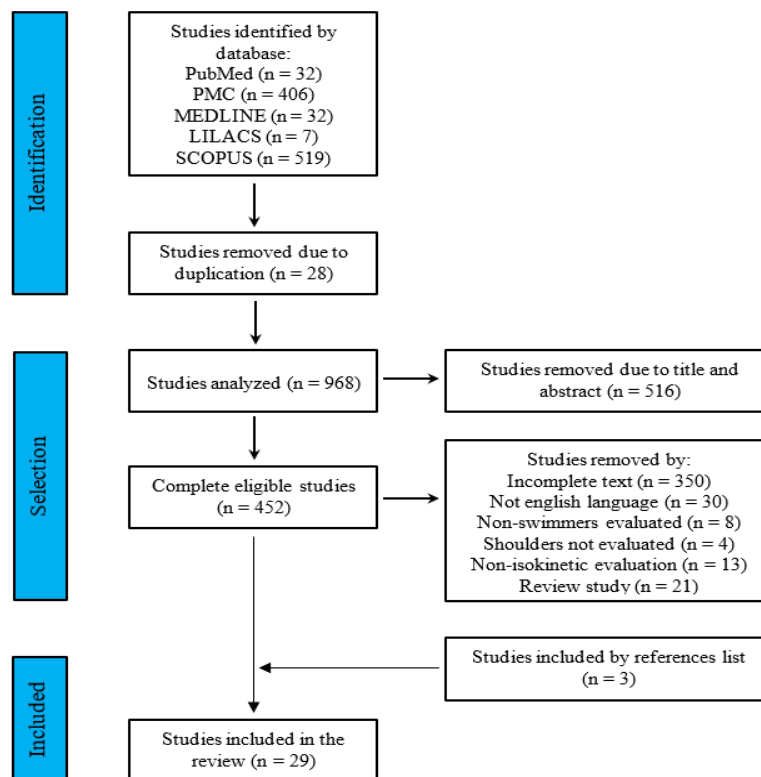 Identification
Studies identified by
database:
PubMed (n = 32)
PMC (n = 406)
MEDLINE (n = 32)
LILACS (n = 7)
SCOPUS (n = 519)
Studies removed due to
duplication (n = 28)
Selection
Studies analyzed (n = 968)
Studies removed due to title and
abstract (n = 516)
Complete eligible studies
(n = 452)
Studies removed by:
Incomplete text (n = 350)
Not english language (n = 30)
Non-swimmers evaluated (n = 8)
Shoulders not evaluated (n = 4)
Non-isokinetic evaluation (n = 13)
Review study (n = 21)
Included
Studies included by references list
(n = 3)
Studies included in the
review (n = 29)